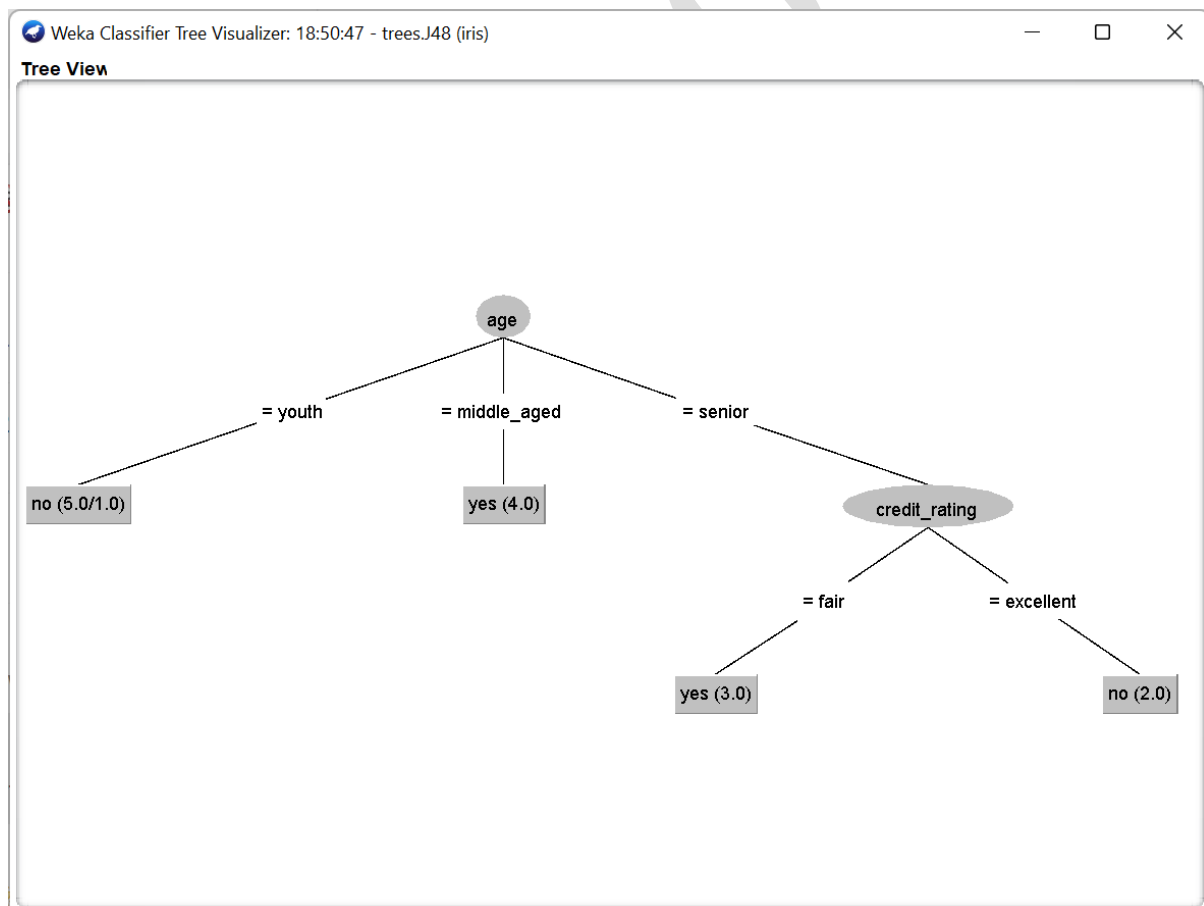 Weka Classifier Tree Visualizer: 18:50:47 - trees.J48 (iris)
Tree View
age
= youth = middle_aged = senior
no (5.0/1.0) yes (4.0) credit_rating
= fair = excellent
yes (3.0) no (2.0)